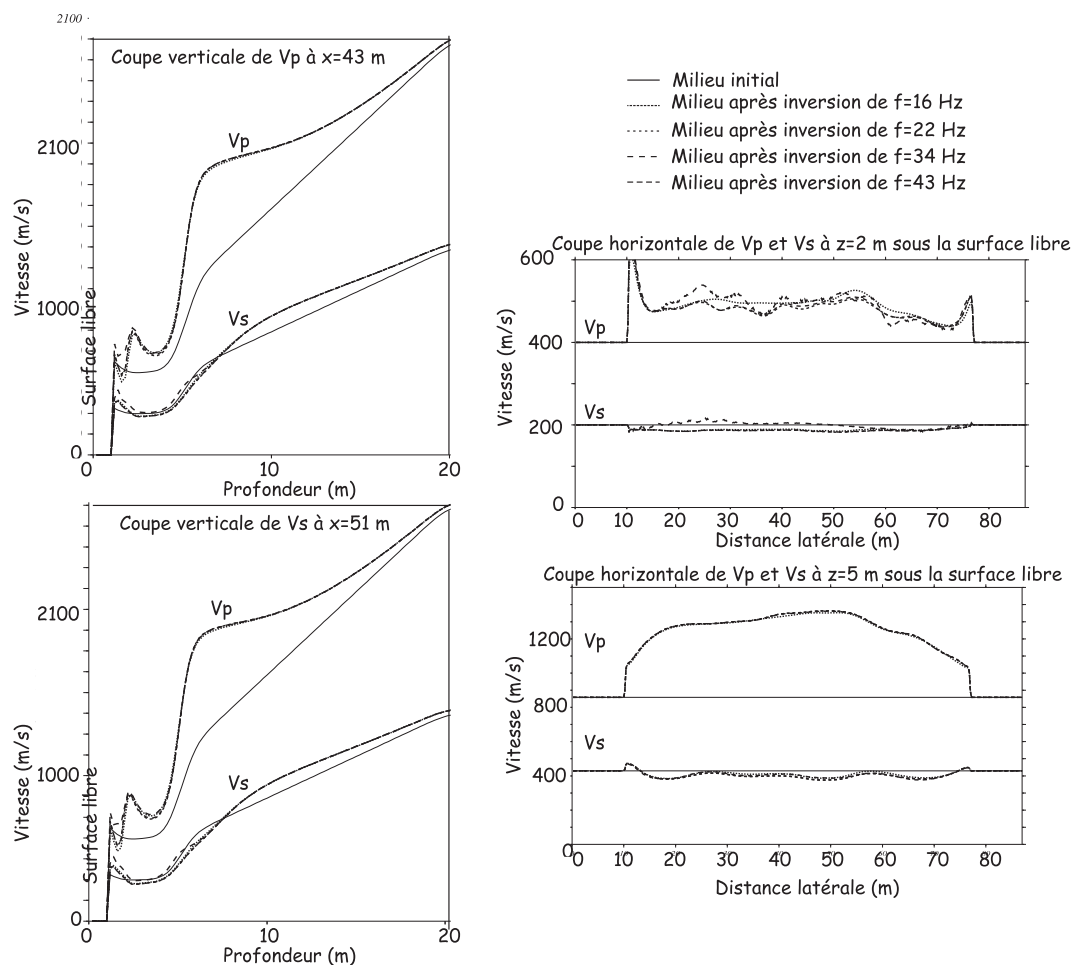 2100
Coupe verticale de Vp à x=43 m
Vp
2100
Vitesse (m/s)
1000
Vs
Surface libre
0
0
10
20
Profondeur (m)
Coupe verticale de Vs à x=51 m
Vp
2100
Vitesse (m/s)
1000
Vs
Surface libre
0
0
10
20
Profondeur (m)
Milieu initial
Milieu après inversion de f=16 Hz
Milieu après inversion de f=22 Hz
Milieu après inversion de f=34 Hz
Milieu après inversion de f=43 Hz
Coupe horizontale de Vp et Vs à z=2 m sous la surface libre
600
Vp
400
Vitesse (m/s)
Vs
200
0
0 10 20 30 40 50 60 70 80
Distance latérale (m)
Coupe horizontale de Vp et Vs à z=5 m sous la surface libre
1200
Vp
Vitesse (m/s)
800
Vs
400
0
0 10 20 30 40 50 60 70 80
Distance latérale (m)